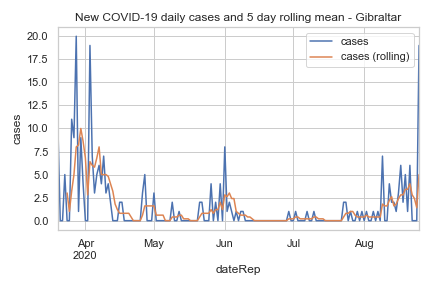 New COVID-19 daily cases and 5 day rolling mean - Gibraltar
cases
cases (rolling)
20.0
17.5
15.0
12.5
10.0
7.5
5.0
2.5
0.0
cases
Apr
2020
May
Jun
Jul
Aug
dateRep